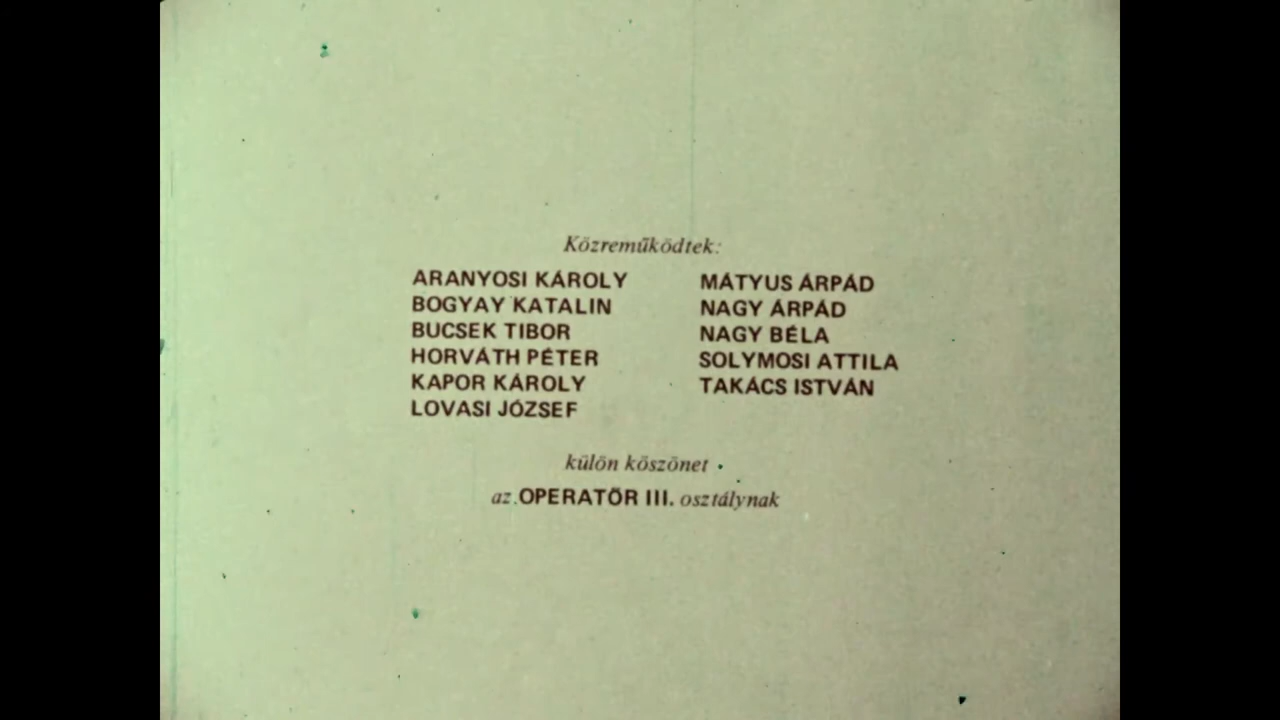 Közreműködtek:
ARANYOSI KÁROLY
BOGYAY KATALIN
BUCSEK TIBOR
HORVÁTH PÉTER
KAPOR KÁROLY
LOVASI JÓZSEF
MÁTYUS ÁRPÁD
NAGY ÁRPÁD
NAGY BÉLA
SOLYMOSI ATTILA
TAKÁCS ISTVÁN
külön köszönet
az OPERATŐR III. osztálynak